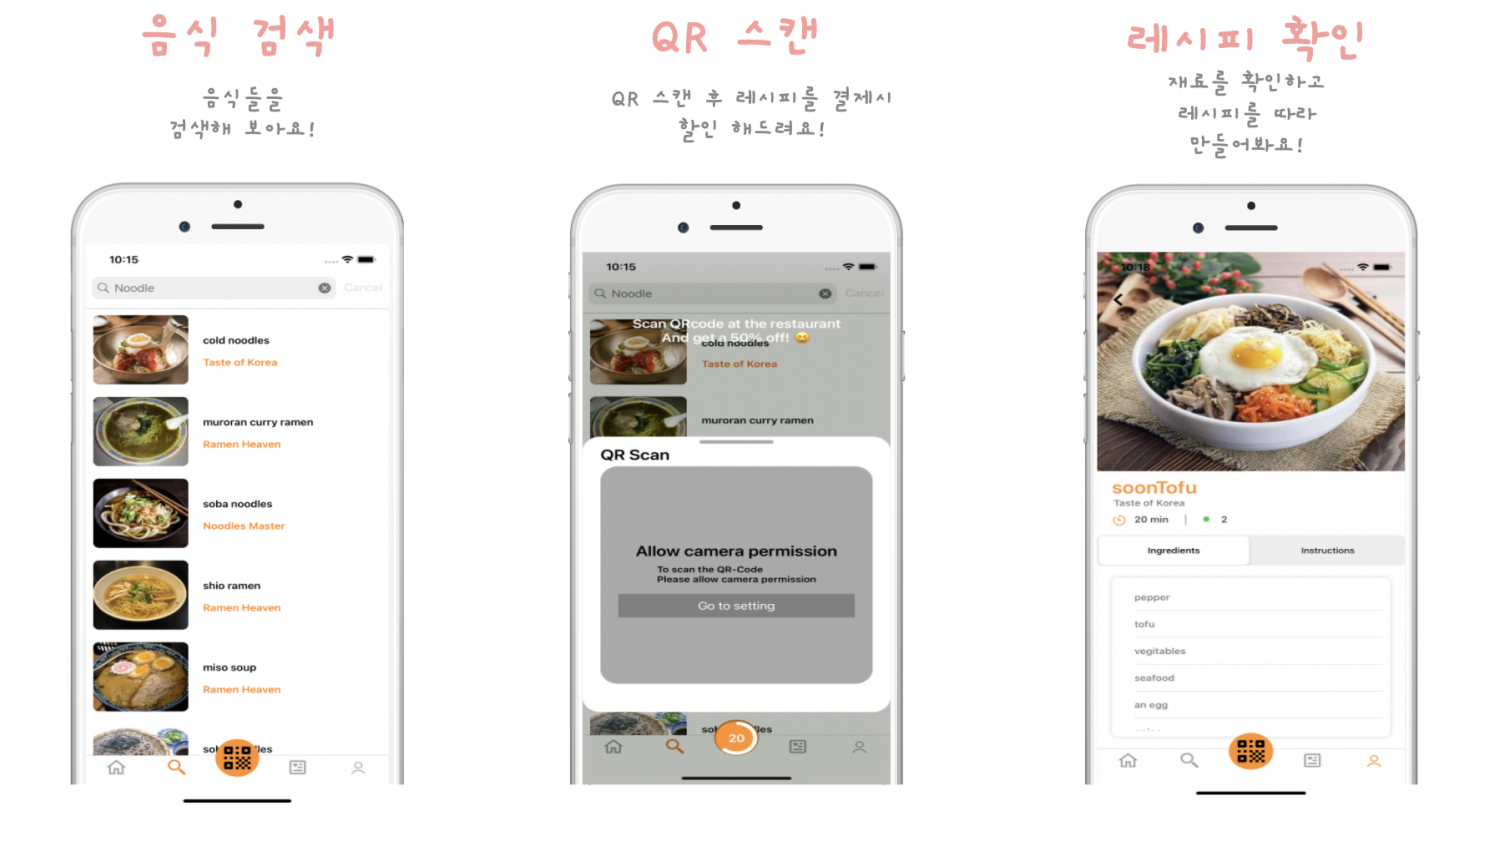 음식 검색
음식들을
검색해 보아요!
10:15
Noodle
Cancel
cold noodles
Taste of Korea
muroran curry ramen
Ramen Heaven
soba noodles
Noodles Master
shio ramen
Ramen Heaven
miso soup
Ramen Heaven
QR 스캔
QR 스캔 후 레시피를 결제시
할인 해드려요!
10:15
Noodle
Cancel
Scan QRcode at the restaurant
And get a 50% off! 😄
cold noodles
Taste of Korea
muroran curry ramen
QR Scan
Allow camera permission
To scan the QR-Code
Please allow camera permission
Go to setting
20
레시피 확인
재료를 확인하고
레시피를 따라
만들어봐요!
10:18
soonTofu
Taste of Korea
20 min | 2
Ingredients
Instructions
pepper
tofu
vegitables
seafood
an egg